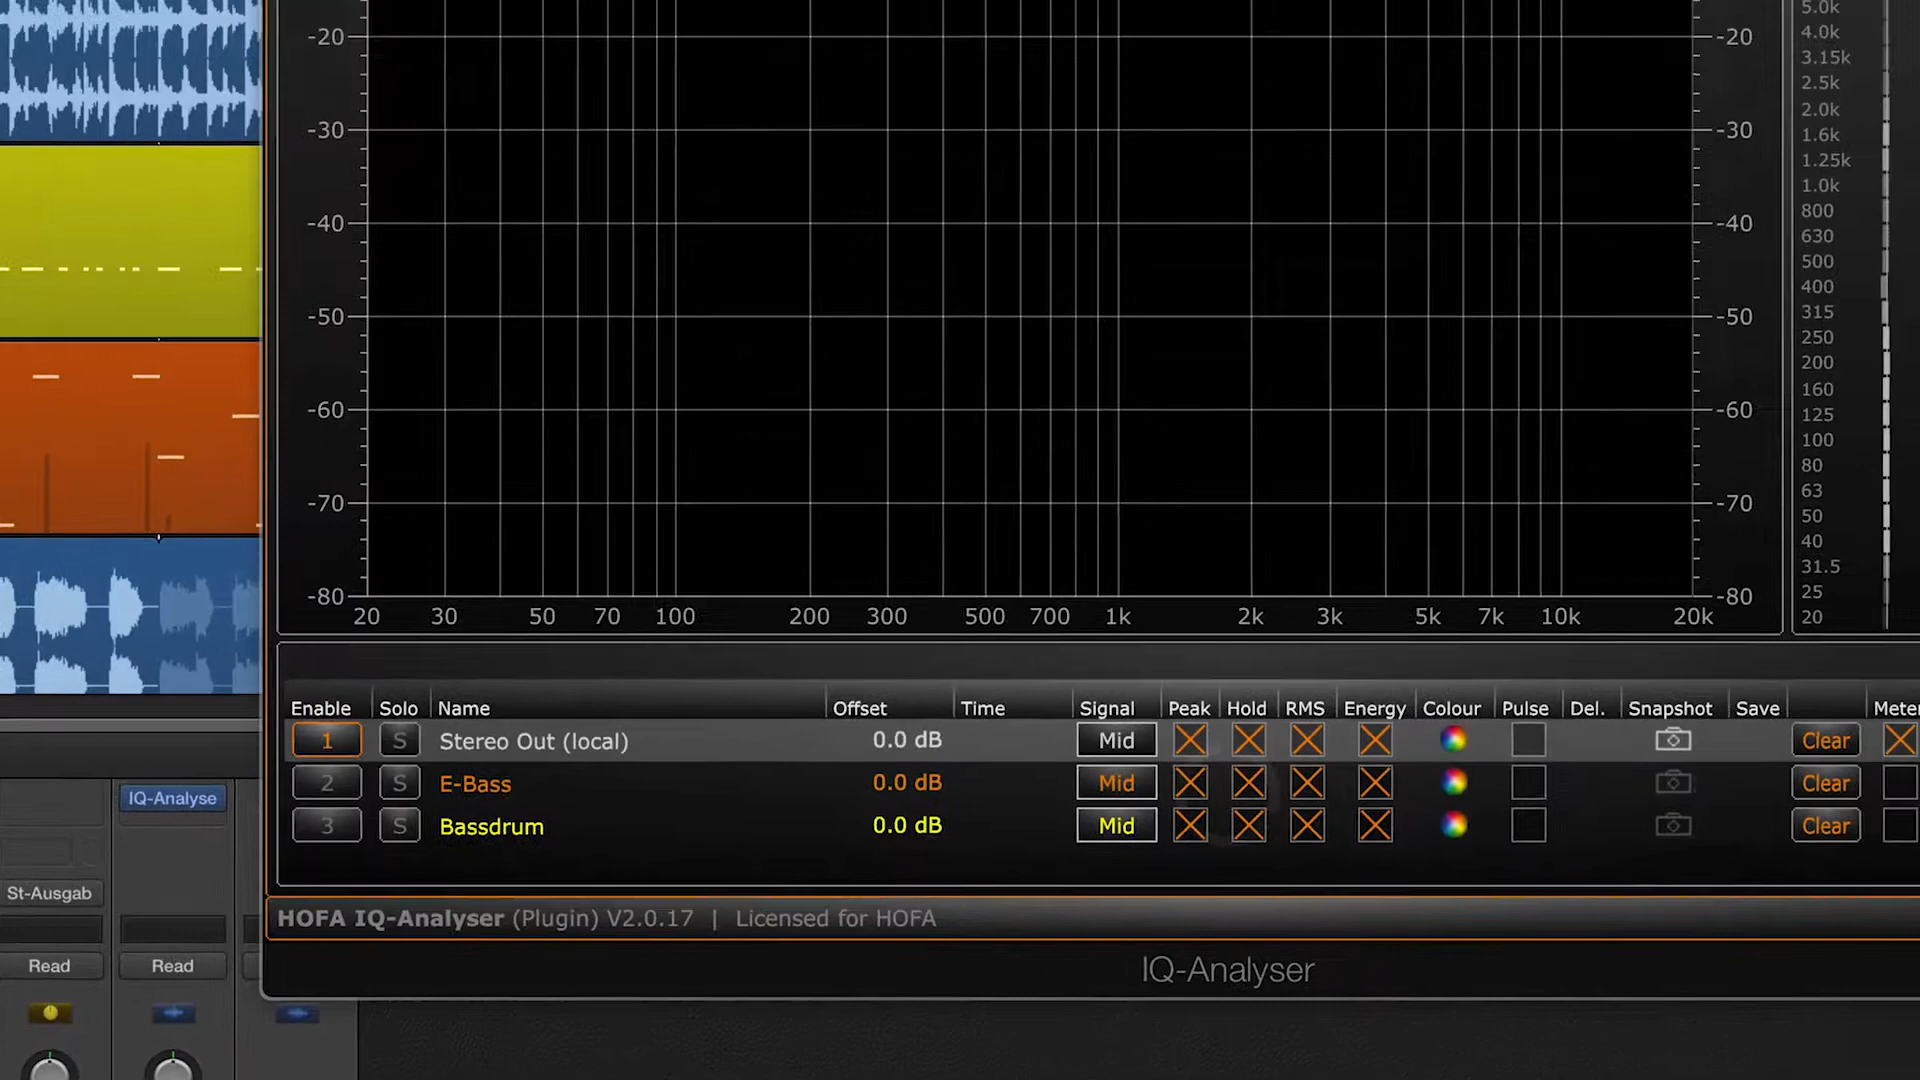 -20 -20
-30 -30
-40 -40
-50 -50
-60 -60
-70 -70
-80 -80
20 30 50 70 100 200 300 500 700 1k 2k 3k 5k 7k 10k 20k
5.0k
4.0k
3.15k
2.5k
2.0k
1.6k
1.25k
1.0k
800
630
500
400
315
250
200
160
125
100
80
63
50
40
31.5
25
20
Enable Solo Name Offset Time Signal Peak Hold RMS Energy Colour Pulse Del. Snapshot Save Meter
1 S Stereo Out (local) 0.0 dB Mid Clear
2 S E-Bass 0.0 dB Mid Clear
3 S Bassdrum 0.0 dB Mid Clear
HOFA IQ-Analyser (Plugin) V2.0.17 | Licensed for HOFA
IQ-Analyser
IQ-Analyse
St-Ausgab
Read Read